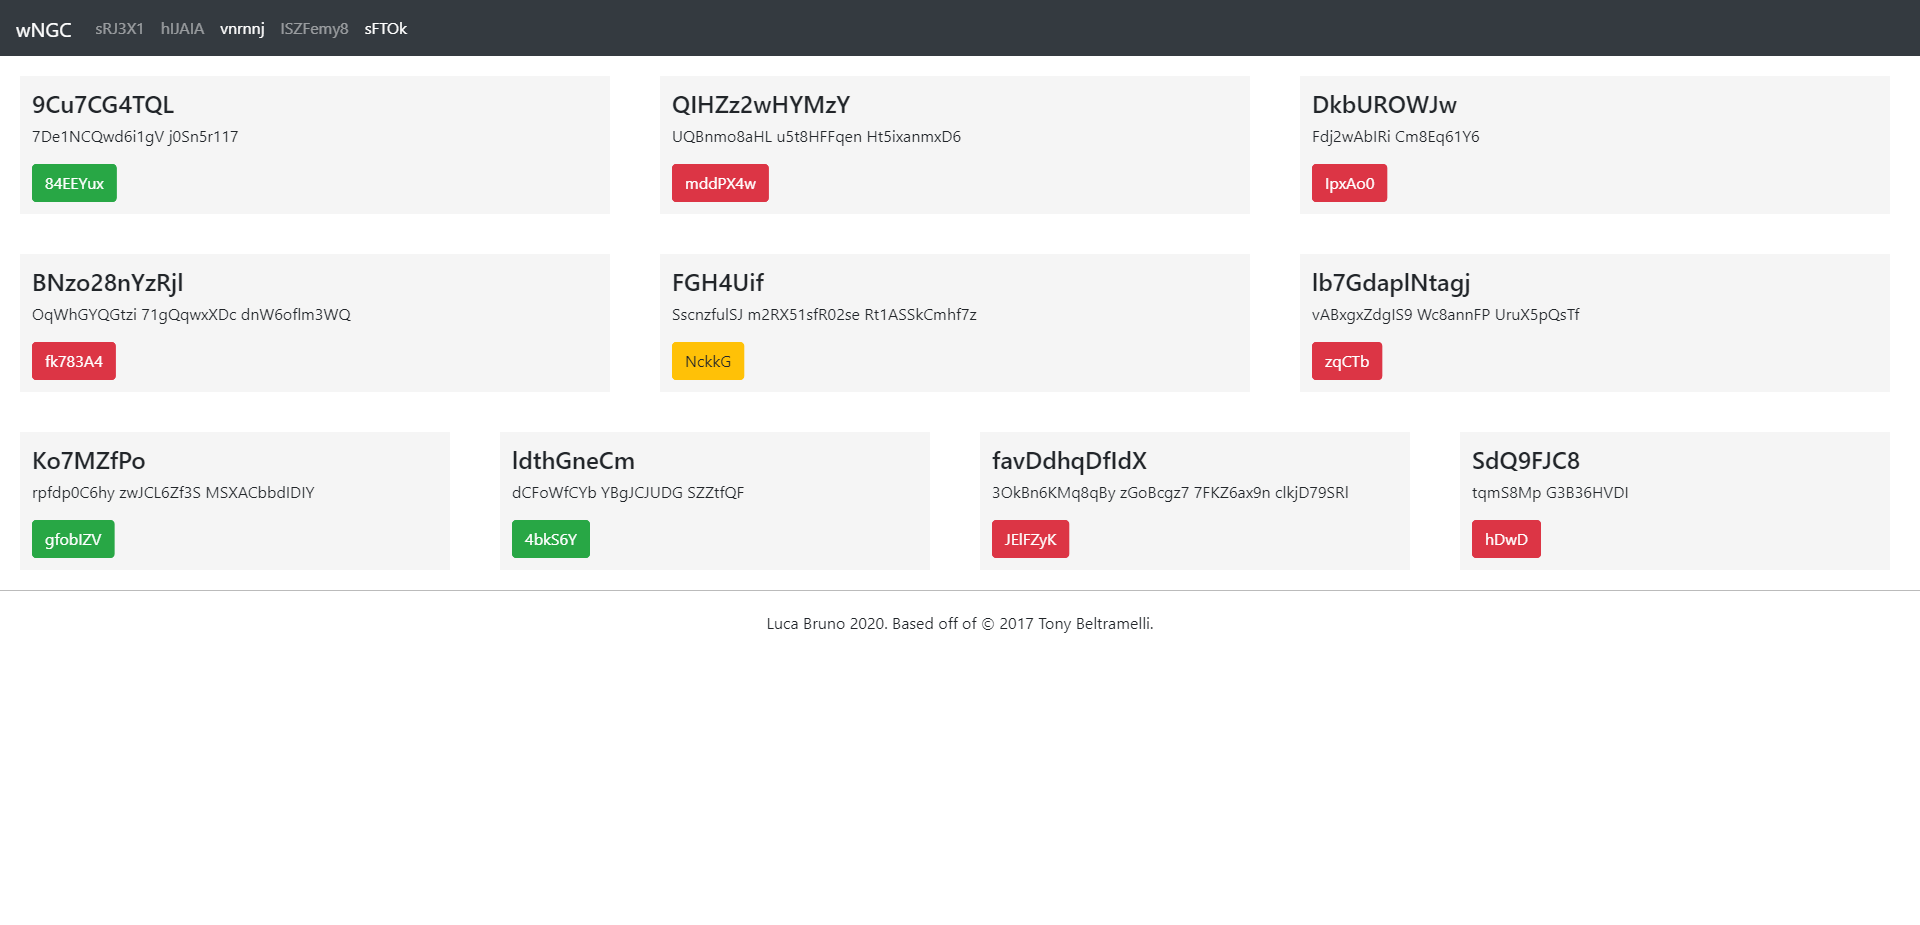 wNGC sRJ3X1 hIJAIA vnrnnj ISZFemy8 sFTOk
9Cu7CG4TQL
7De1NCQwd6i1gV j0Sn5r117
84EEYux
QIHZz2wHYMzY
UQBnmo8aHL u5t8HFFqen Ht5ixanmxD6
mddPX4w
DkbUROWJw
Fdj2wAbIRi Cm8Eq61Y6
IpxAo0
BNzo28nYzRjl
OqWhGYQGtzi 71gQqwxXDc dnW6oflm3WQ
fk783A4
FGH4Uif
SscnzfulSJ m2RX51sfR02se Rt1ASSkCmhf7z
NckkG
lb7GdaplNtagj
vABxgxZdgIS9 Wc8annFP UruX5pQsTf
zqCTb
Ko7MZfPo
rpfdp0C6hy zwJCL6Zf3S MSXACbbdIDIY
gfobIZV
ldthGneCm
dCFoWfCYb YBgJCJUDG SZZtfQF
4bkS6Y
favDdhqDfIdX
3OkBn6KMq8qBy zGoBcgz7 7FKZ6ax9n clkjD79SRl
JElFZyK
SdQ9FJC8
tqmS8Mp G3B36HVDI
hDwD
Luca Bruno 2020. Based off of © 2017 Tony Beltramelli.